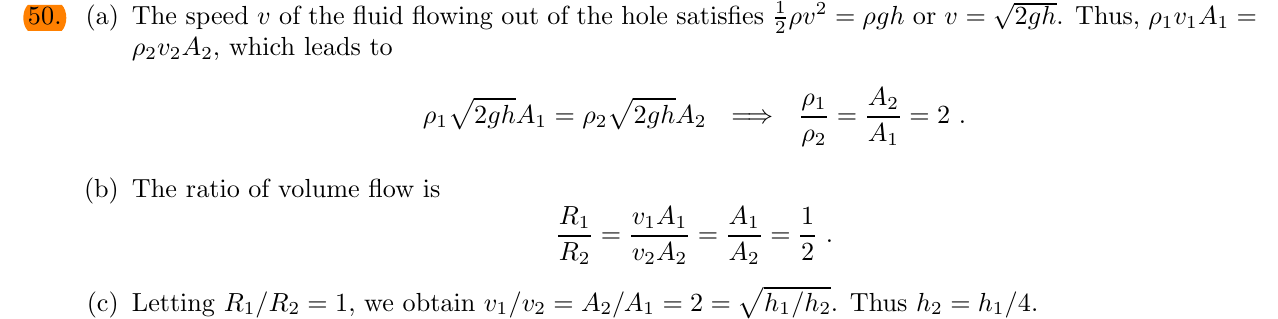 50. (a) The speed v of the fluid flowing out of the hole satisfies ½ρv² = ρgh or v = √(2gh). Thus, ρ₁v₁A₁ =
ρ₂v₂A₂, which leads to
ρ₁√(2gh)A₁ = ρ₂√(2gh)A₂ ⟹ ρ₁/ρ₂ = A₂/A₁ = 2 .
(b) The ratio of volume flow is
R₁/R₂ = v₁A₁/v₂A₂ = A₁/A₂ = 1/2 .
(c) Letting R₁/R₂ = 1, we obtain v₁/v₂ = A₂/A₁ = 2 = √(h₁/h₂). Thus h₂ = h₁/4.